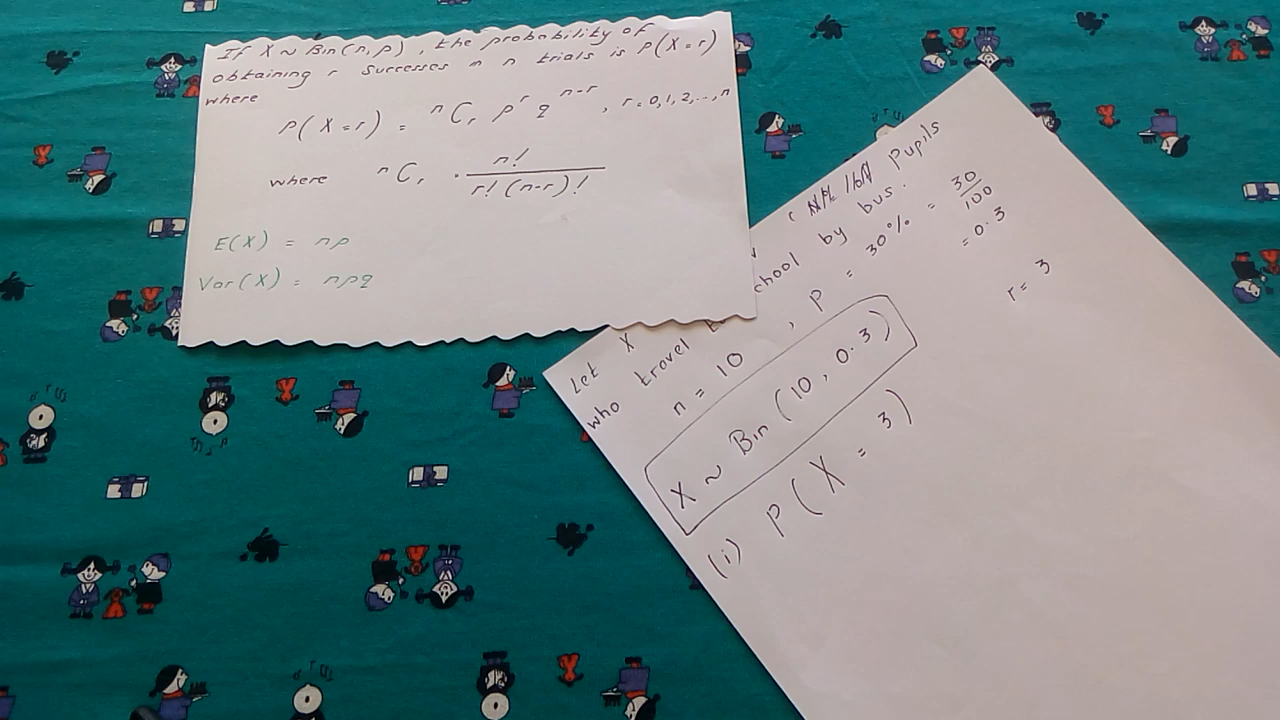 If X ~ Bin(n,p), the probability of
obtaining r successes in n trials is P(X=r)
where
P(X=r) = ⁿCᵣ pʳ qⁿ⁻ʳ , r=0,1,2,...,n
where ⁿCᵣ = n! / r!(n-r)!
E(X) = np
Var(X) = npq
Let X Pupils
who travel chool by bus.
n = 10 , p = 30% = 30/100
= 0.3
X ~ Bin (10, 0.3)
r = 3
(i) P(X = 3)